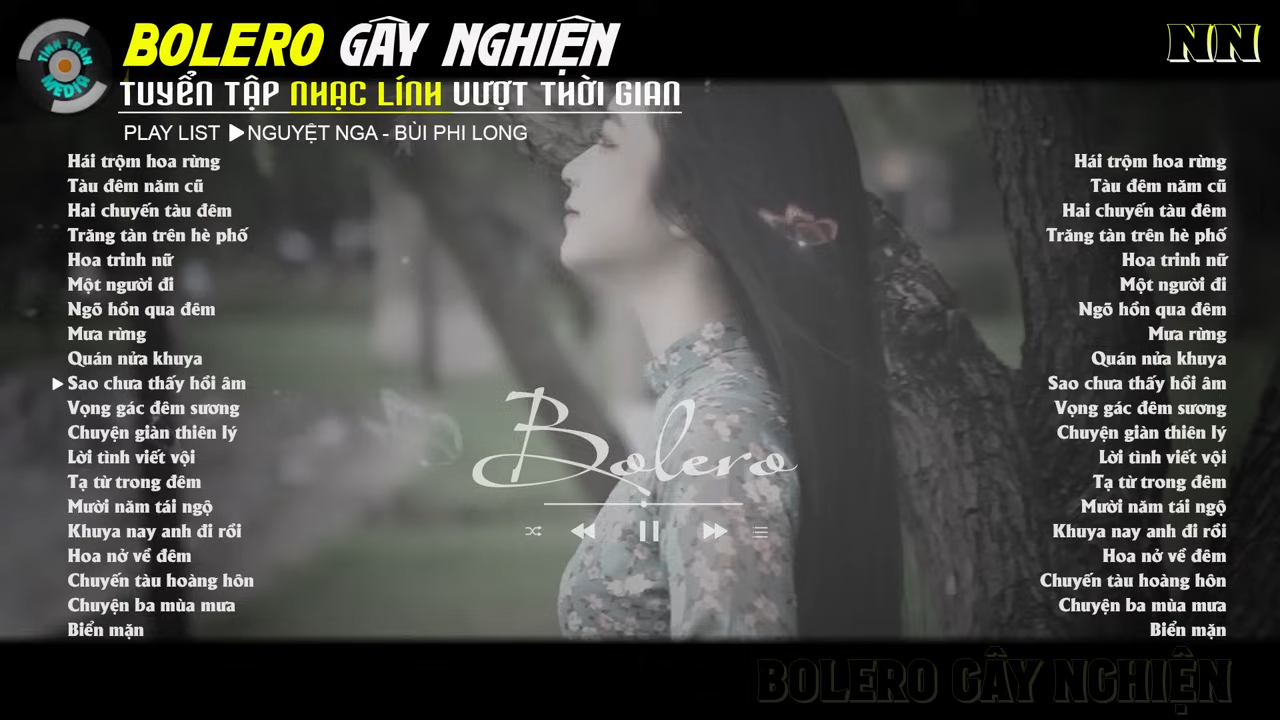 TÌNH TRẦN
MEDIA
BOLERO GÂY NGHIỆN
NN
TUYỂN TẬP NHẠC LÍNH VƯỢT THỜI GIAN
PLAY LIST NGUYỆT NGA - BÙI PHI LONG
Hái trộm hoa rừng
Tàu đêm năm cũ
Hai chuyến tàu đêm
Trăng tàn trên hè phố
Hoa trinh nữ
Một người đi
Ngõ hồn qua đêm
Mưa rừng
Quán nửa khuya
Sao chưa thấy hồi âm
Vọng gác đêm sương
Chuyện giàn thiên lý
Lời tình viết vội
Tạ từ trong đêm
Mười năm tái ngộ
Khuya nay anh đi rồi
Hoa nở về đêm
Chuyến tàu hoàng hôn
Chuyện ba mùa mưa
Biển mặn
Hái trộm hoa rừng
Tàu đêm năm cũ
Hai chuyến tàu đêm
Trăng tàn trên hè phố
Hoa trinh nữ
Một người đi
Ngõ hồn qua đêm
Mưa rừng
Quán nửa khuya
Sao chưa thấy hồi âm
Vọng gác đêm sương
Chuyện giàn thiên lý
Lời tình viết vội
Tạ từ trong đêm
Mười năm tái ngộ
Khuya nay anh đi rồi
Hoa nở về đêm
Chuyến tàu hoàng hôn
Chuyện ba mùa mưa
Biển mặn
Bolero
BOLERO GÂY NGHIỆN